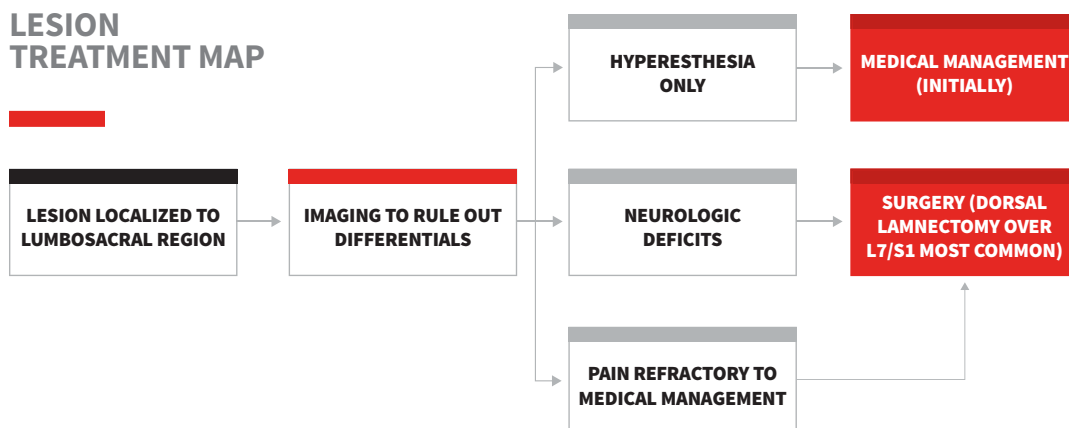 LESION
TREATMENT MAP
LESION LOCALIZED TO
LUMBOSACRAL REGION
IMAGING TO RULE OUT
DIFFERENTIALS
HYPERESTHESIA
ONLY
MEDICAL MANAGEMENT
(INITIALLY)
NEUROLOGIC
DEFICITS
SURGERY (DORSAL
LAMNECTOMY OVER
L7/S1 MOST COMMON)
PAIN REFRACTORY TO
MEDICAL MANAGEMENT